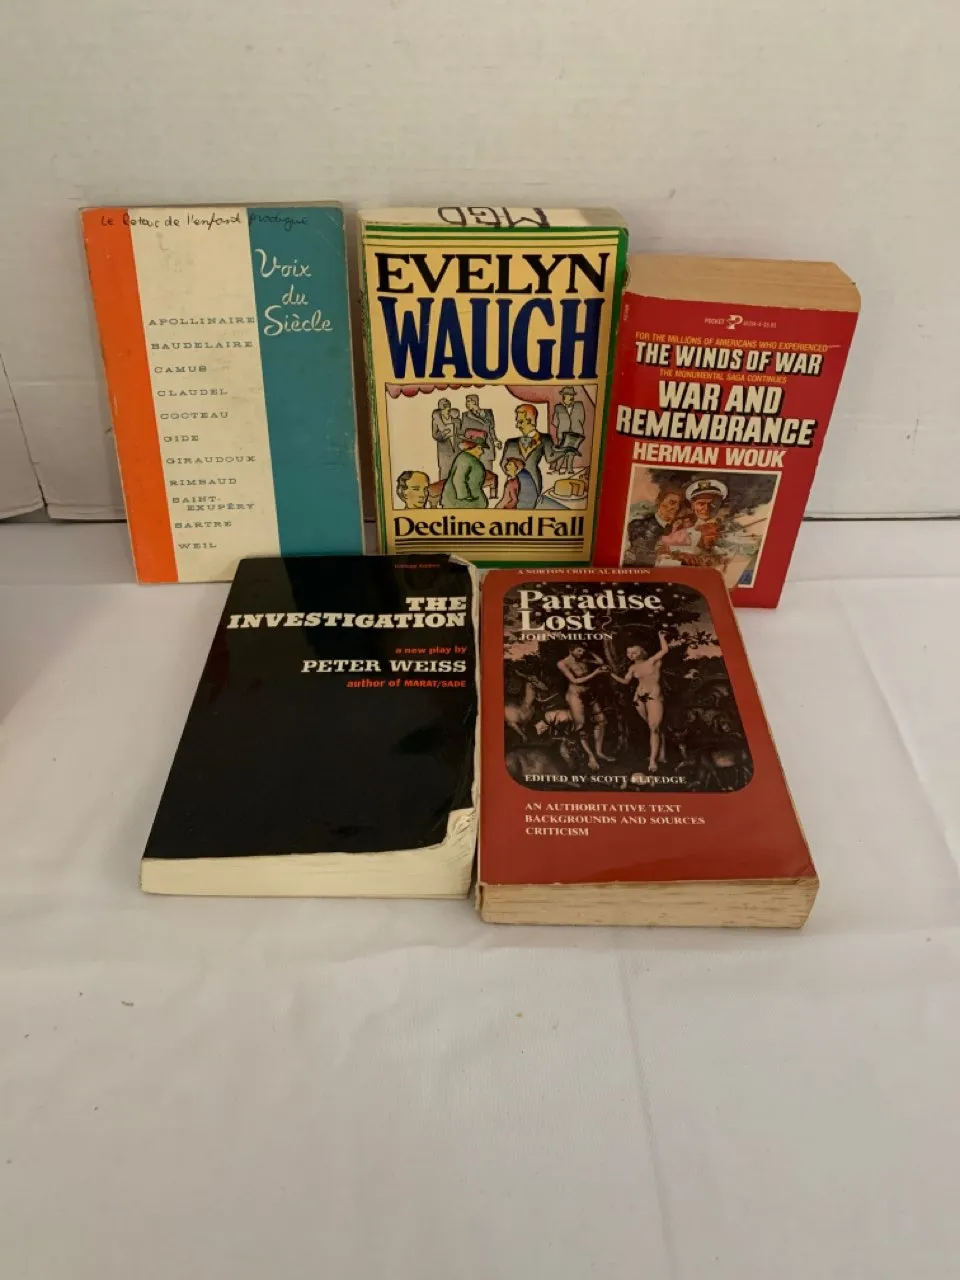 Le Retour de l'enfant prodigue
Voix
du
Siècle
APOLLINAIRE
BAUDELAIRE
CAMUS
CLAUDEL
COCTEAU
GIDE
GIRAUDOUX
RIMBAUD
SAINT-
EXUPÉRY
SARTRE
WEIL
MGD
EVELYN
WAUGH
Decline and Fall
POCKET
FOR THE MILLIONS OF AMERICANS WHO EXPERIENCED
THE WINDS OF WAR
THE MONUMENTAL SAGA CONTINUES
WAR AND
REMEMBRANCE
HERMAN WOUK
THE
INVESTIGATION
a new play by
PETER WEISS
author of MARAT/SADE
A NORTON CRITICAL EDITION
Paradise
Lost
JOHN MILTON
EDITED BY SCOTT ELLEDGE
AN AUTHORITATIVE TEXT
BACKGROUNDS AND SOURCES
CRITICISM